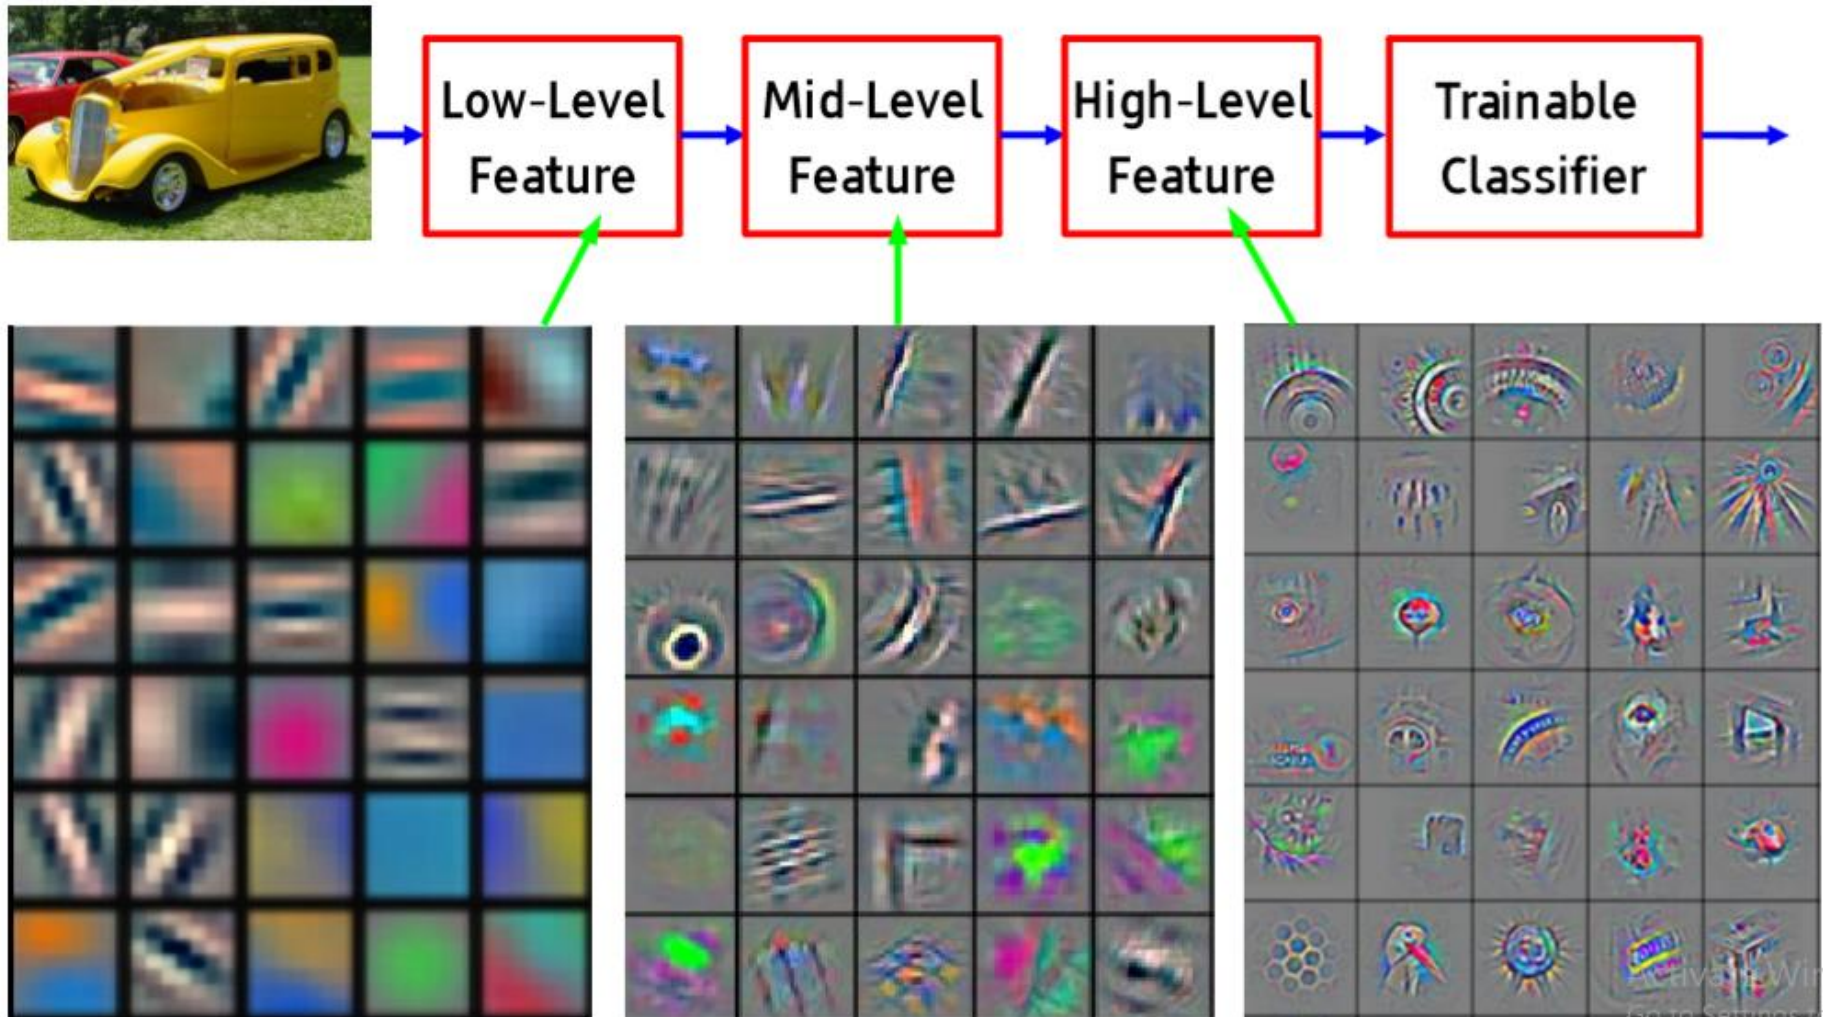 Low-Level
Feature
Mid-Level
Feature
High-Level
Feature
Trainable
Classifier